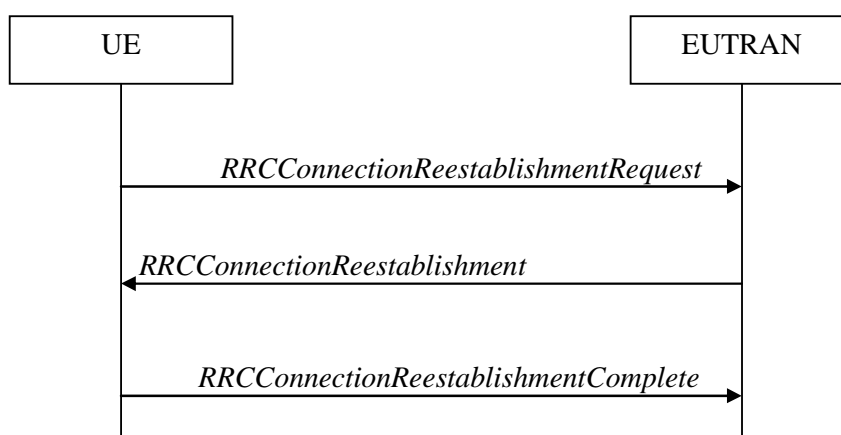 UE
EUTRAN
RRCConnectionReestablishmentRequest
RRCConnectionReestablishment
RRCConnectionReestablishmentComplete